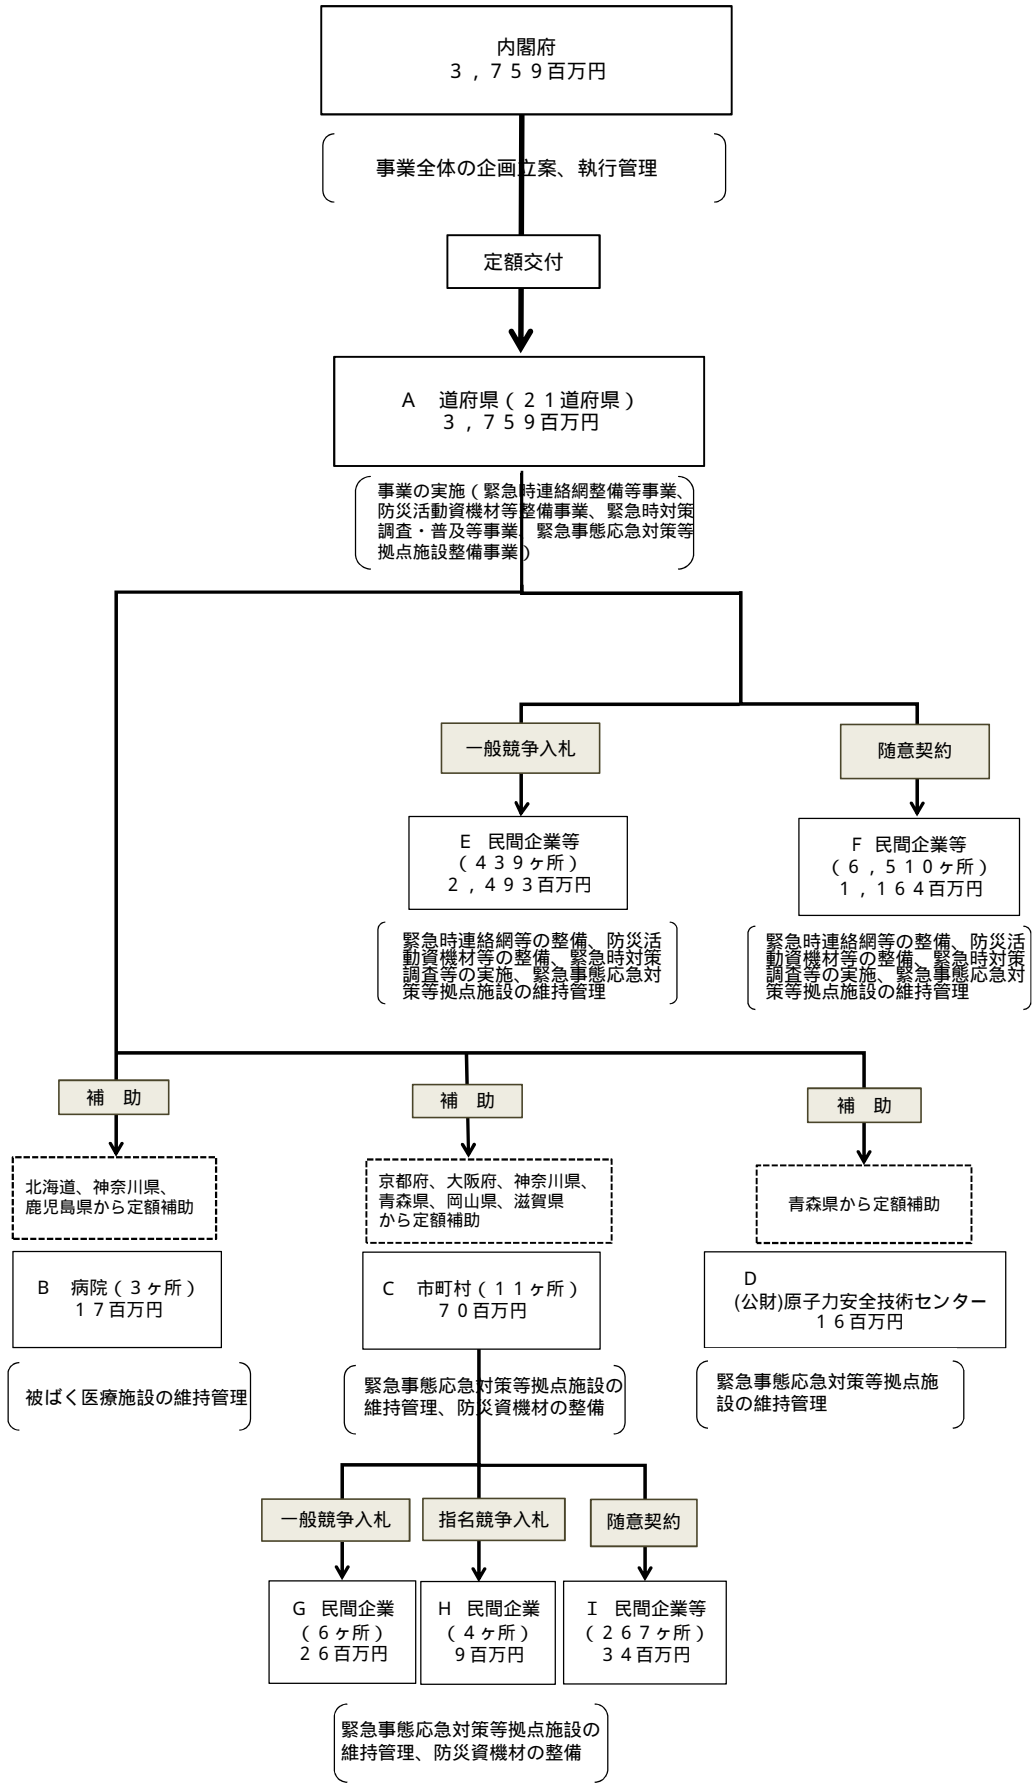 内閣府
３，７５９百万円
事業全体の企画立案、執行管理
定額交付
A　道府県（２１道府県）
３，７５９百万円
事業の実施（緊急時連絡網整備等事業、
防災活動資機材等整備事業、緊急時対策
調査・普及等事業、緊急事態応急対策等
拠点施設整備事業）
一般競争入札
随意契約
E　民間企業等
（４３９ヶ所）
２，４９３百万円
F　民間企業等
（６，５１０ヶ所）
１，１６４百万円
緊急時連絡網等の整備、防災活
動資機材等の整備、緊急時対策
調査等の実施、緊急事態応急対
策等拠点施設の維持管理
緊急時連絡網等の整備、防災活
動資機材等の整備、緊急時対策
調査等の実施、緊急事態応急対
策等拠点施設の維持管理
補　助
補　助
補　助
北海道、神奈川県、
鹿児島県から定額補助
京都府、大阪府、神奈川県、
青森県、岡山県、滋賀県
から定額補助
青森県から定額補助
B　病院（３ヶ所）
１７百万円
C　市町村（１１ヶ所）
７０百万円
D
(公財)原子力安全技術センター
１６百万円
被ばく医療施設の維持管理
緊急事態応急対策等拠点施設の
維持管理、防災資機材の整備
緊急事態応急対策等拠点施
設の維持管理
一般競争入札
指名競争入札
随意契約
G　民間企業
（６ヶ所）
２６百万円
H　民間企業
（４ヶ所）
９百万円
I　民間企業等
（２６７ヶ所）
３４百万円
緊急事態応急対策等拠点施設の
維持管理、防災資機材の整備